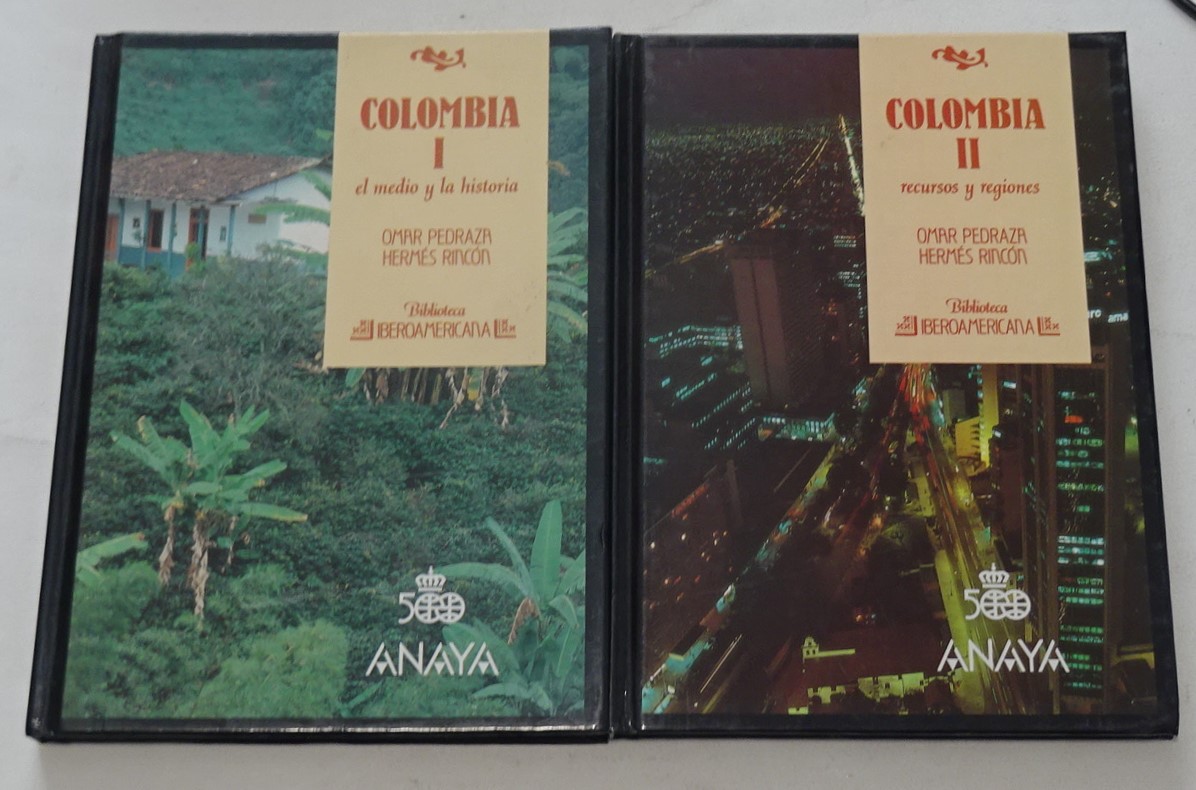 COLOMBIA
I
el medio y la historia
OMAR PEDRAZA
HERMÉS RINCÓN
Biblioteca
IBEROAMERICANA
500
ANAYA
COLOMBIA
II
recursos y regiones
OMAR PEDRAZA
HERMÉS RINCÓN
Biblioteca
IBEROAMERICANA
500
ANAYA